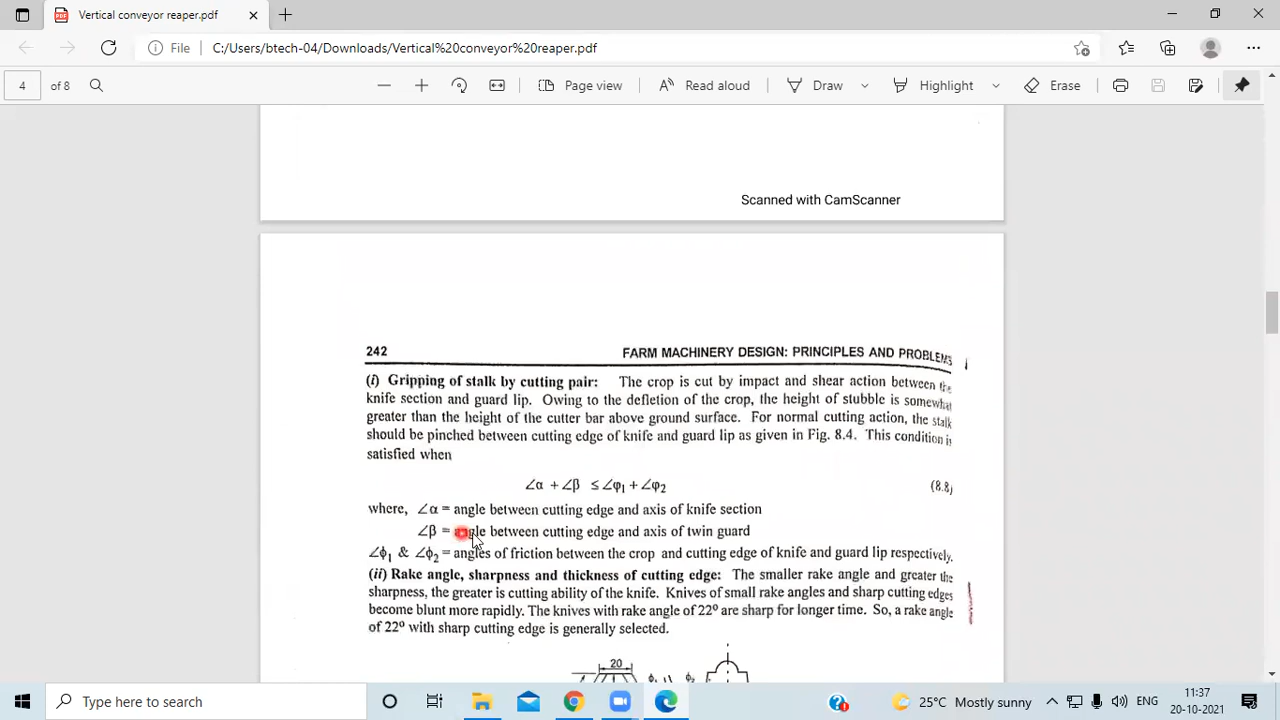 Vertical conveyor reaper.pdf
File C:/Users/btech-04/Downloads/Vertical%20conveyor%20reaper.pdf
4 of 8 Page view Read aloud Draw Highlight Erase
Scanned with CamScanner
242 FARM MACHINERY DESIGN: PRINCIPLES AND PROBLEMS
(i) Gripping of stalk by cutting pair: The crop is cut by impact and shear action between the
knife section and guard lip. Owing to the defletion of the crop, the height of stubble is somewhat
greater than the height of the cutter bar above ground surface. For normal cutting action, the stalk
should be pinched between cutting edge of knife and guard lip as given in Fig. 8.4. This condition is
satisfied when
∠α + ∠β ≤ ∠φ₁ + ∠φ₂ (8.8)
where, ∠α = angle between cutting edge and axis of knife section
∠β = angle between cutting edge and axis of twin guard
∠ϕ₁ & ∠ϕ₂ = angles of friction between the crop and cutting edge of knife and guard lip respectively.
(ii) Rake angle, sharpness and thickness of cutting edge: The smaller rake angle and greater the
sharpness, the greater is cutting ability of the knife. Knives of small rake angles and sharp cutting edges
become blunt more rapidly. The knives with rake angle of 22° are sharp for longer time. So, a rake angle
of 22° with sharp cutting edge is generally selected.
20 ϕ₁ ϕ₂
Type here to search 25°C Mostly sunny ENG 11:37
20-10-2021